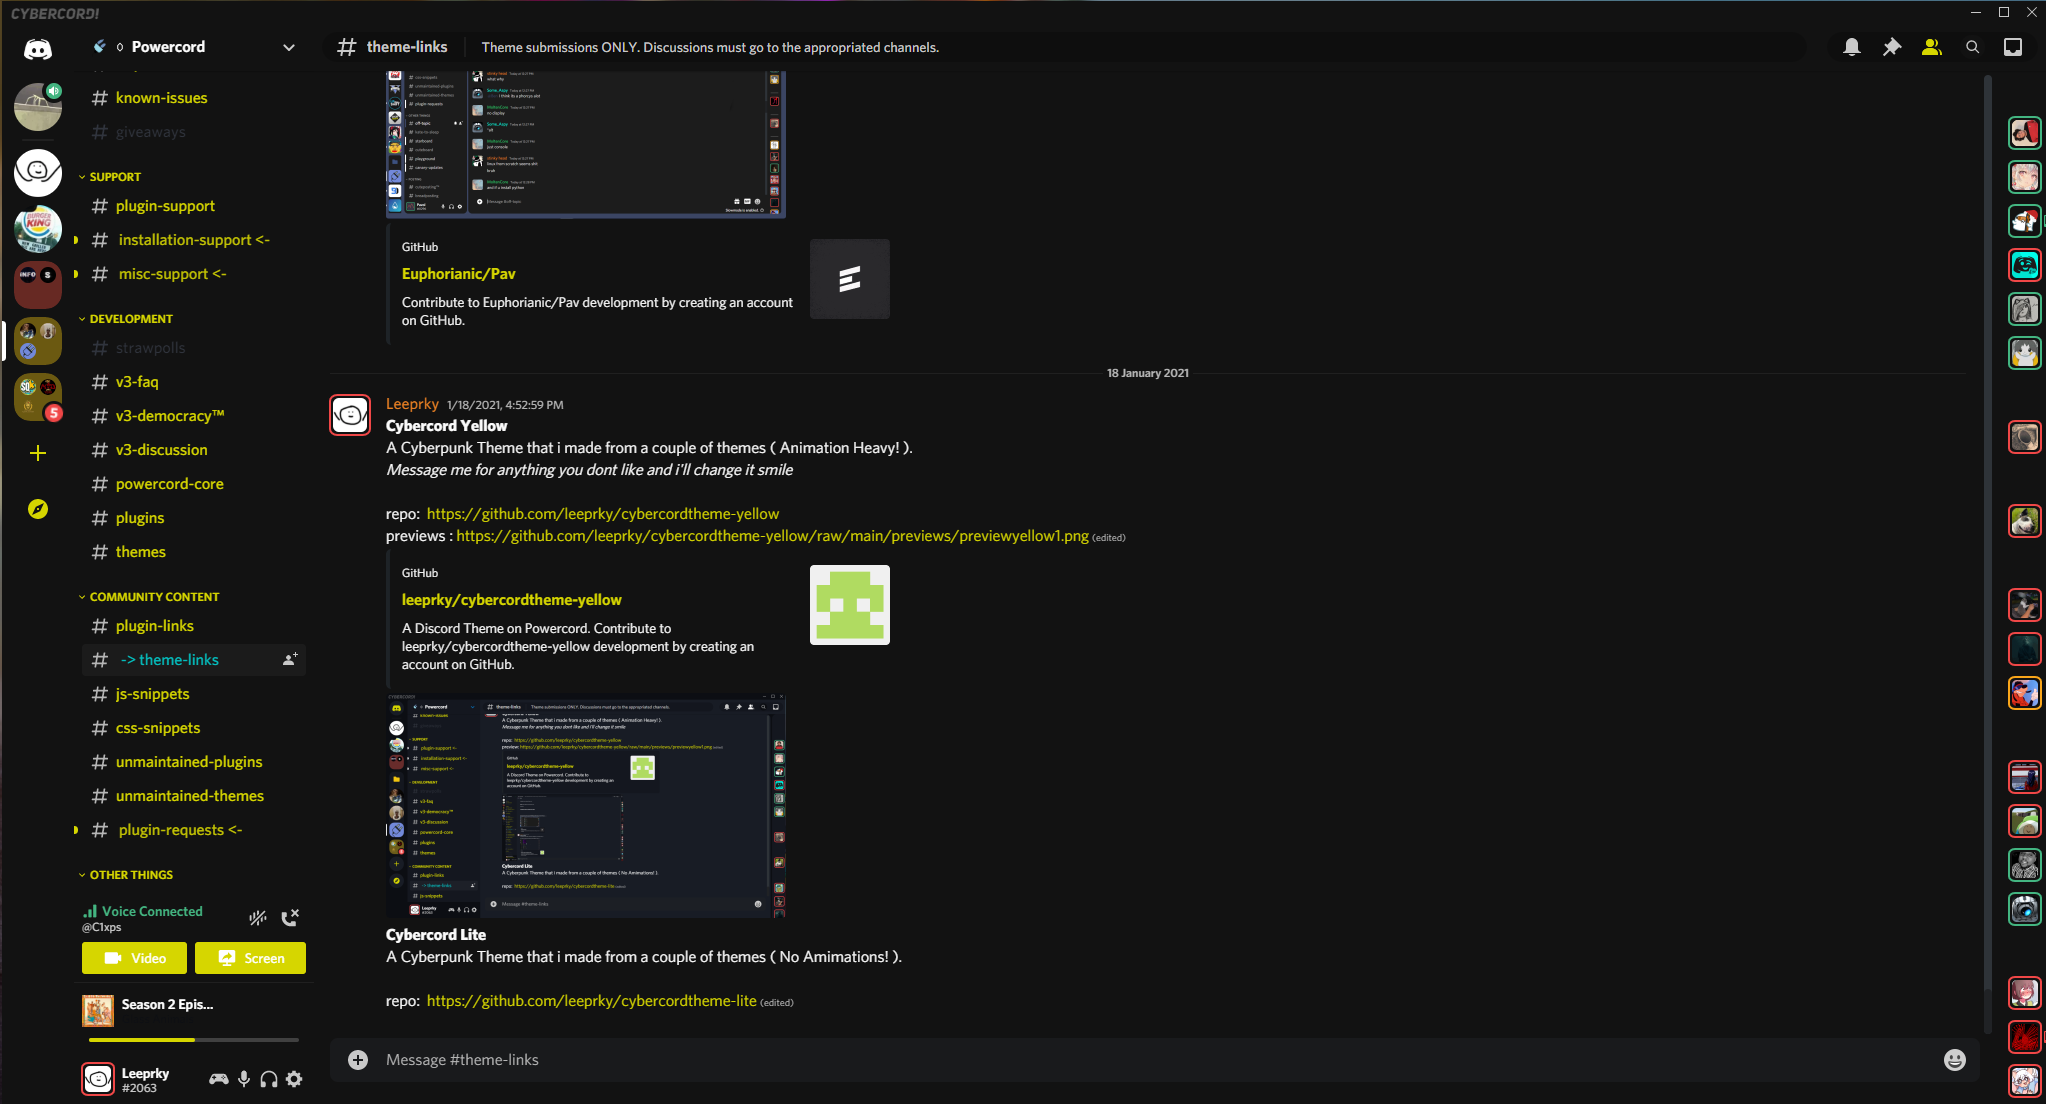 CYBERCORD!
Powercord
theme-links
Theme submissions ONLY. Discussions must go to the appropriated channels.
known-issues
giveaways
SUPPORT
plugin-support
installation-support <-
misc-support <-
DEVELOPMENT
strawpolls
v3-faq
v3-democracy™
v3-discussion
powercord-core
plugins
themes
COMMUNITY CONTENT
plugin-links
-> theme-links
js-snippets
css-snippets
unmaintained-plugins
unmaintained-themes
plugin-requests <-
OTHER THINGS
Voice Connected
@C1xps
Video
Screen
Season 2 Epis...
Leeprky
#2063
BURGER
KING
INFO
S
5
GitHub
Euphorianic/Pav
Contribute to Euphorianic/Pav development by creating an account
on GitHub.
18 January 2021
Leeprky 1/18/2021, 4:52:59 PM
Cybercord Yellow
A Cyberpunk Theme that i made from a couple of themes ( Animation Heavy! ).
Message me for anything you dont like and i'll change it smile
repo: https://github.com/leeprky/cybercordtheme-yellow
previews : https://github.com/leeprky/cybercordtheme-yellow/raw/main/previews/previewyellow1.png (edited)
GitHub
leeprky/cybercordtheme-yellow
A Discord Theme on Powercord. Contribute to
leeprky/cybercordtheme-yellow development by creating an
account on GitHub.
Cybercord Lite
A Cyberpunk Theme that i made from a couple of themes ( No Amimations! ).
repo: https://github.com/leeprky/cybercordtheme-lite (edited)
Message #theme-links